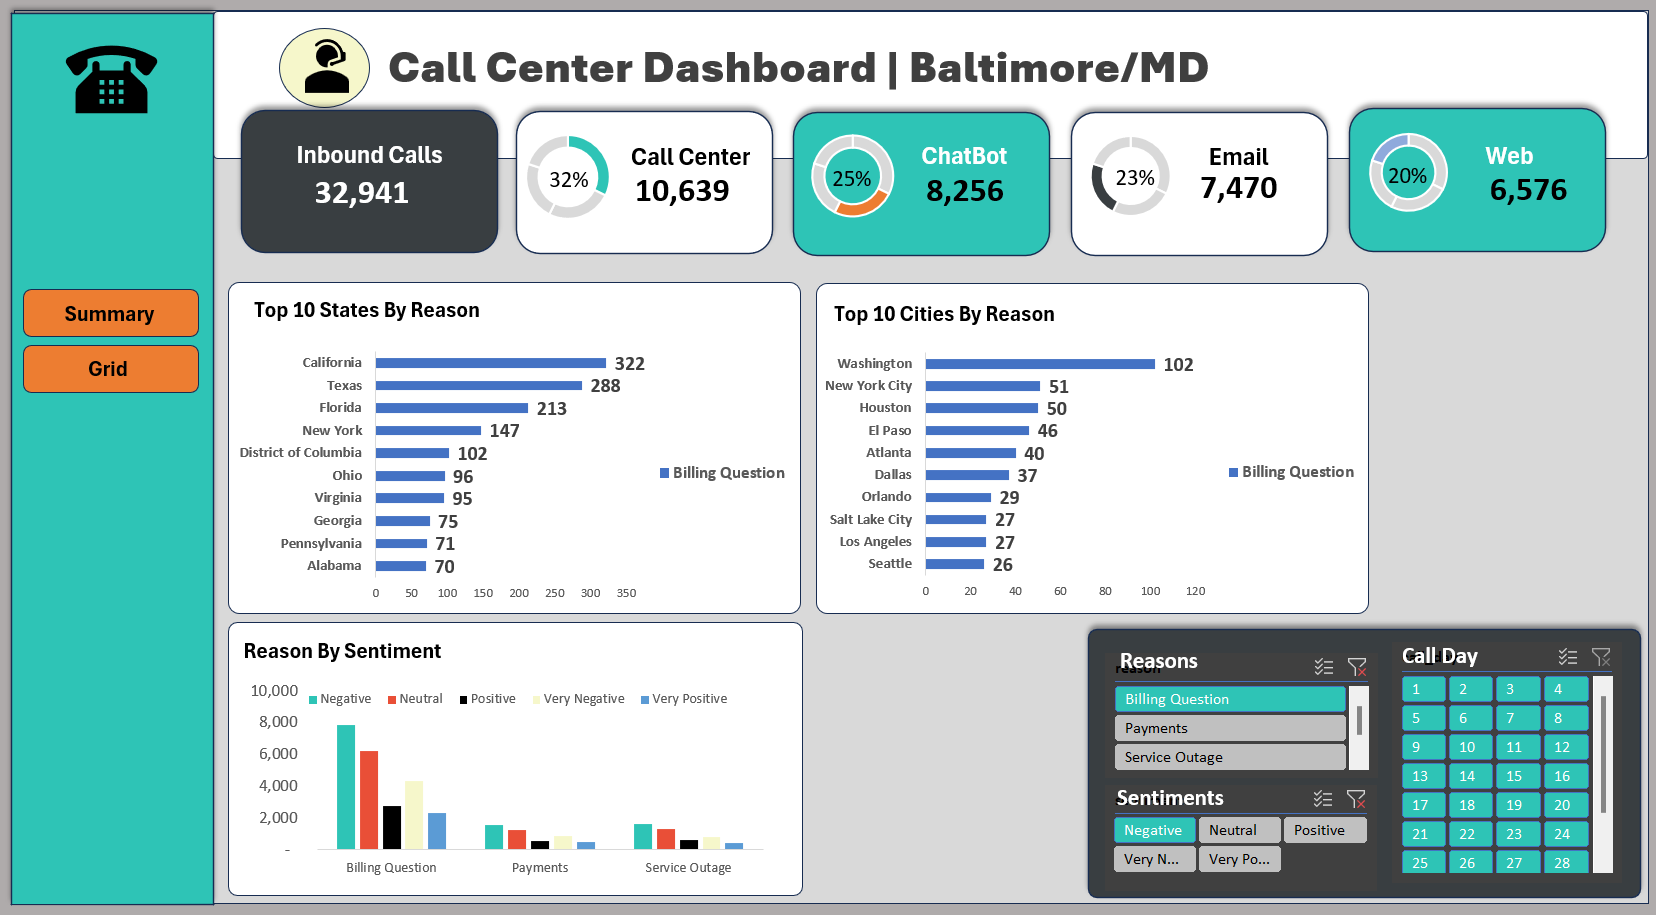 Call Center Dashboard | Baltimore/MD
Inbound Calls
32,941
32%
Call Center
10,639
25%
ChatBot
8,256
23%
Email
7,470
20%
Web
6,576
Summary
Grid
Top 10 States By Reason
California 322
Texas 288
Florida 213
New York 147
District of Columbia 102
Ohio 96
Virginia 95
Georgia 75
Pennsylvania 71
Alabama 70
0 50 100 150 200 250 300 350
Billing Question
Top 10 Cities By Reason
Washington 102
New York City 51
Houston 50
El Paso 46
Atlanta 40
Dallas 37
Orlando 29
Salt Lake City 27
Los Angeles 27
Seattle 26
0 20 40 60 80 100 120
Billing Question
Reason By Sentiment
Negative Neutral Positive Very Negative Very Positive
10,000
8,000
6,000
4,000
2,000
-
Billing Question Payments Service Outage
Reasons
reason
Billing Question
Payments
Service Outage
Sentiments
Negative Neutral Positive
Very N... Very Po...
Call Day
1 2 3 4
5 6 7 8
9 10 11 12
13 14 15 16
17 18 19 20
21 22 23 24
25 26 27 28